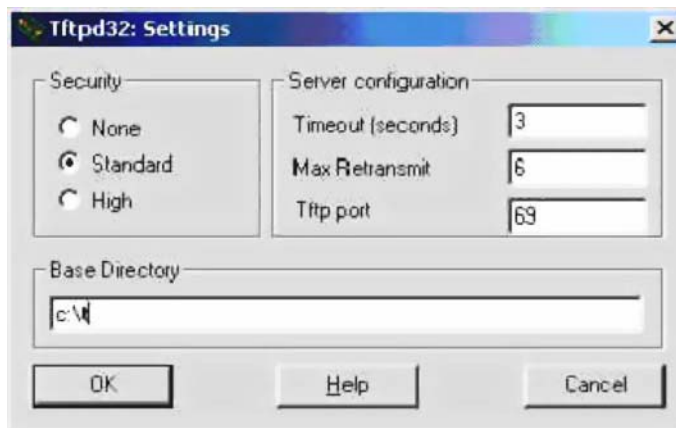 Tftpd32: Settings
Security
None
Standard
High
Server configuration
Timeout (seconds) 3
Max Retransmit 6
Tftp port 69
Base Directory
c:\t
OK Help Cancel